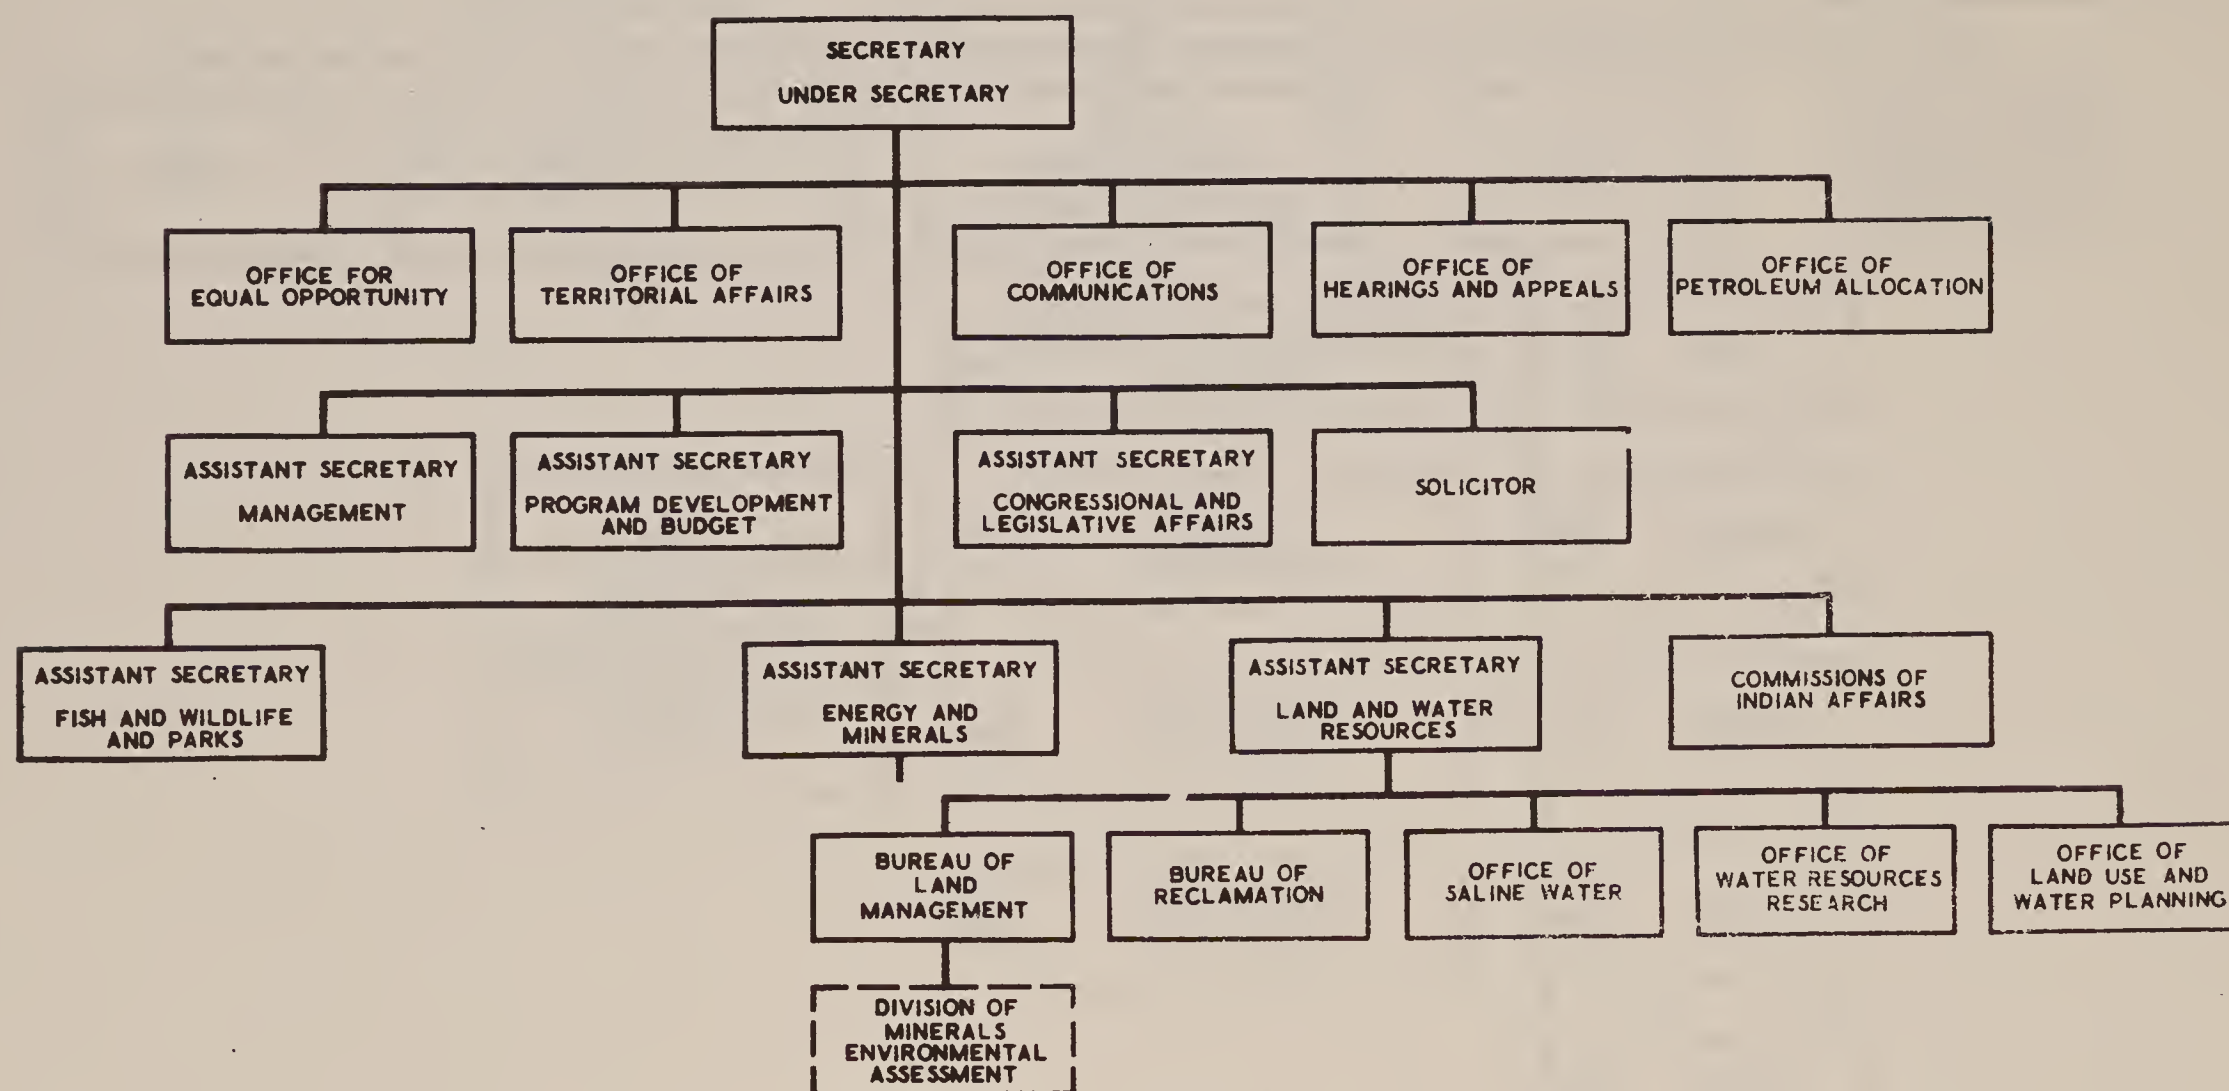 SECRETARY
UNDER SECRETARY
OFFICE FOR
EQUAL OPPORTUNITY
OFFICE OF
TERRITORIAL AFFAIRS
OFFICE OF
COMMUNICATIONS
OFFICE OF
HEARINGS AND APPEALS
OFFICE OF
PETROLEUM ALLOCATION
ASSISTANT SECRETARY
MANAGEMENT
ASSISTANT SECRETARY
PROGRAM DEVELOPMENT
AND BUDGET
ASSISTANT SECRETARY
CONGRESSIONAL AND
LEGISLATIVE AFFAIRS
SOLICITOR
ASSISTANT SECRETARY
FISH AND WILDLIFE
AND PARKS
ASSISTANT SECRETARY
ENERGY AND
MINERALS
ASSISTANT SECRETARY
LAND AND WATER
RESOURCES
COMMISSIONS OF
INDIAN AFFAIRS
BUREAU OF
LAND
MANAGEMENT
BUREAU OF
RECLAMATION
OFFICE OF
SALINE WATER
OFFICE OF
WATER RESOURCES
RESEARCH
OFFICE OF
LAND USE AND
WATER PLANNING
DIVISION OF
MINERALS
ENVIRONMENTAL
ASSESSMENT